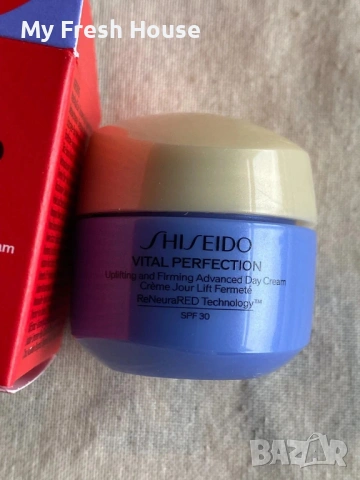 My Fresh House
am
SHISEIDO
VITAL PERFECTION
Uplifting and Firming Advanced Day Cream
Crème Jour Lift Fermeté
ReNeuraRED Technology™
SPF 30
BAZAR